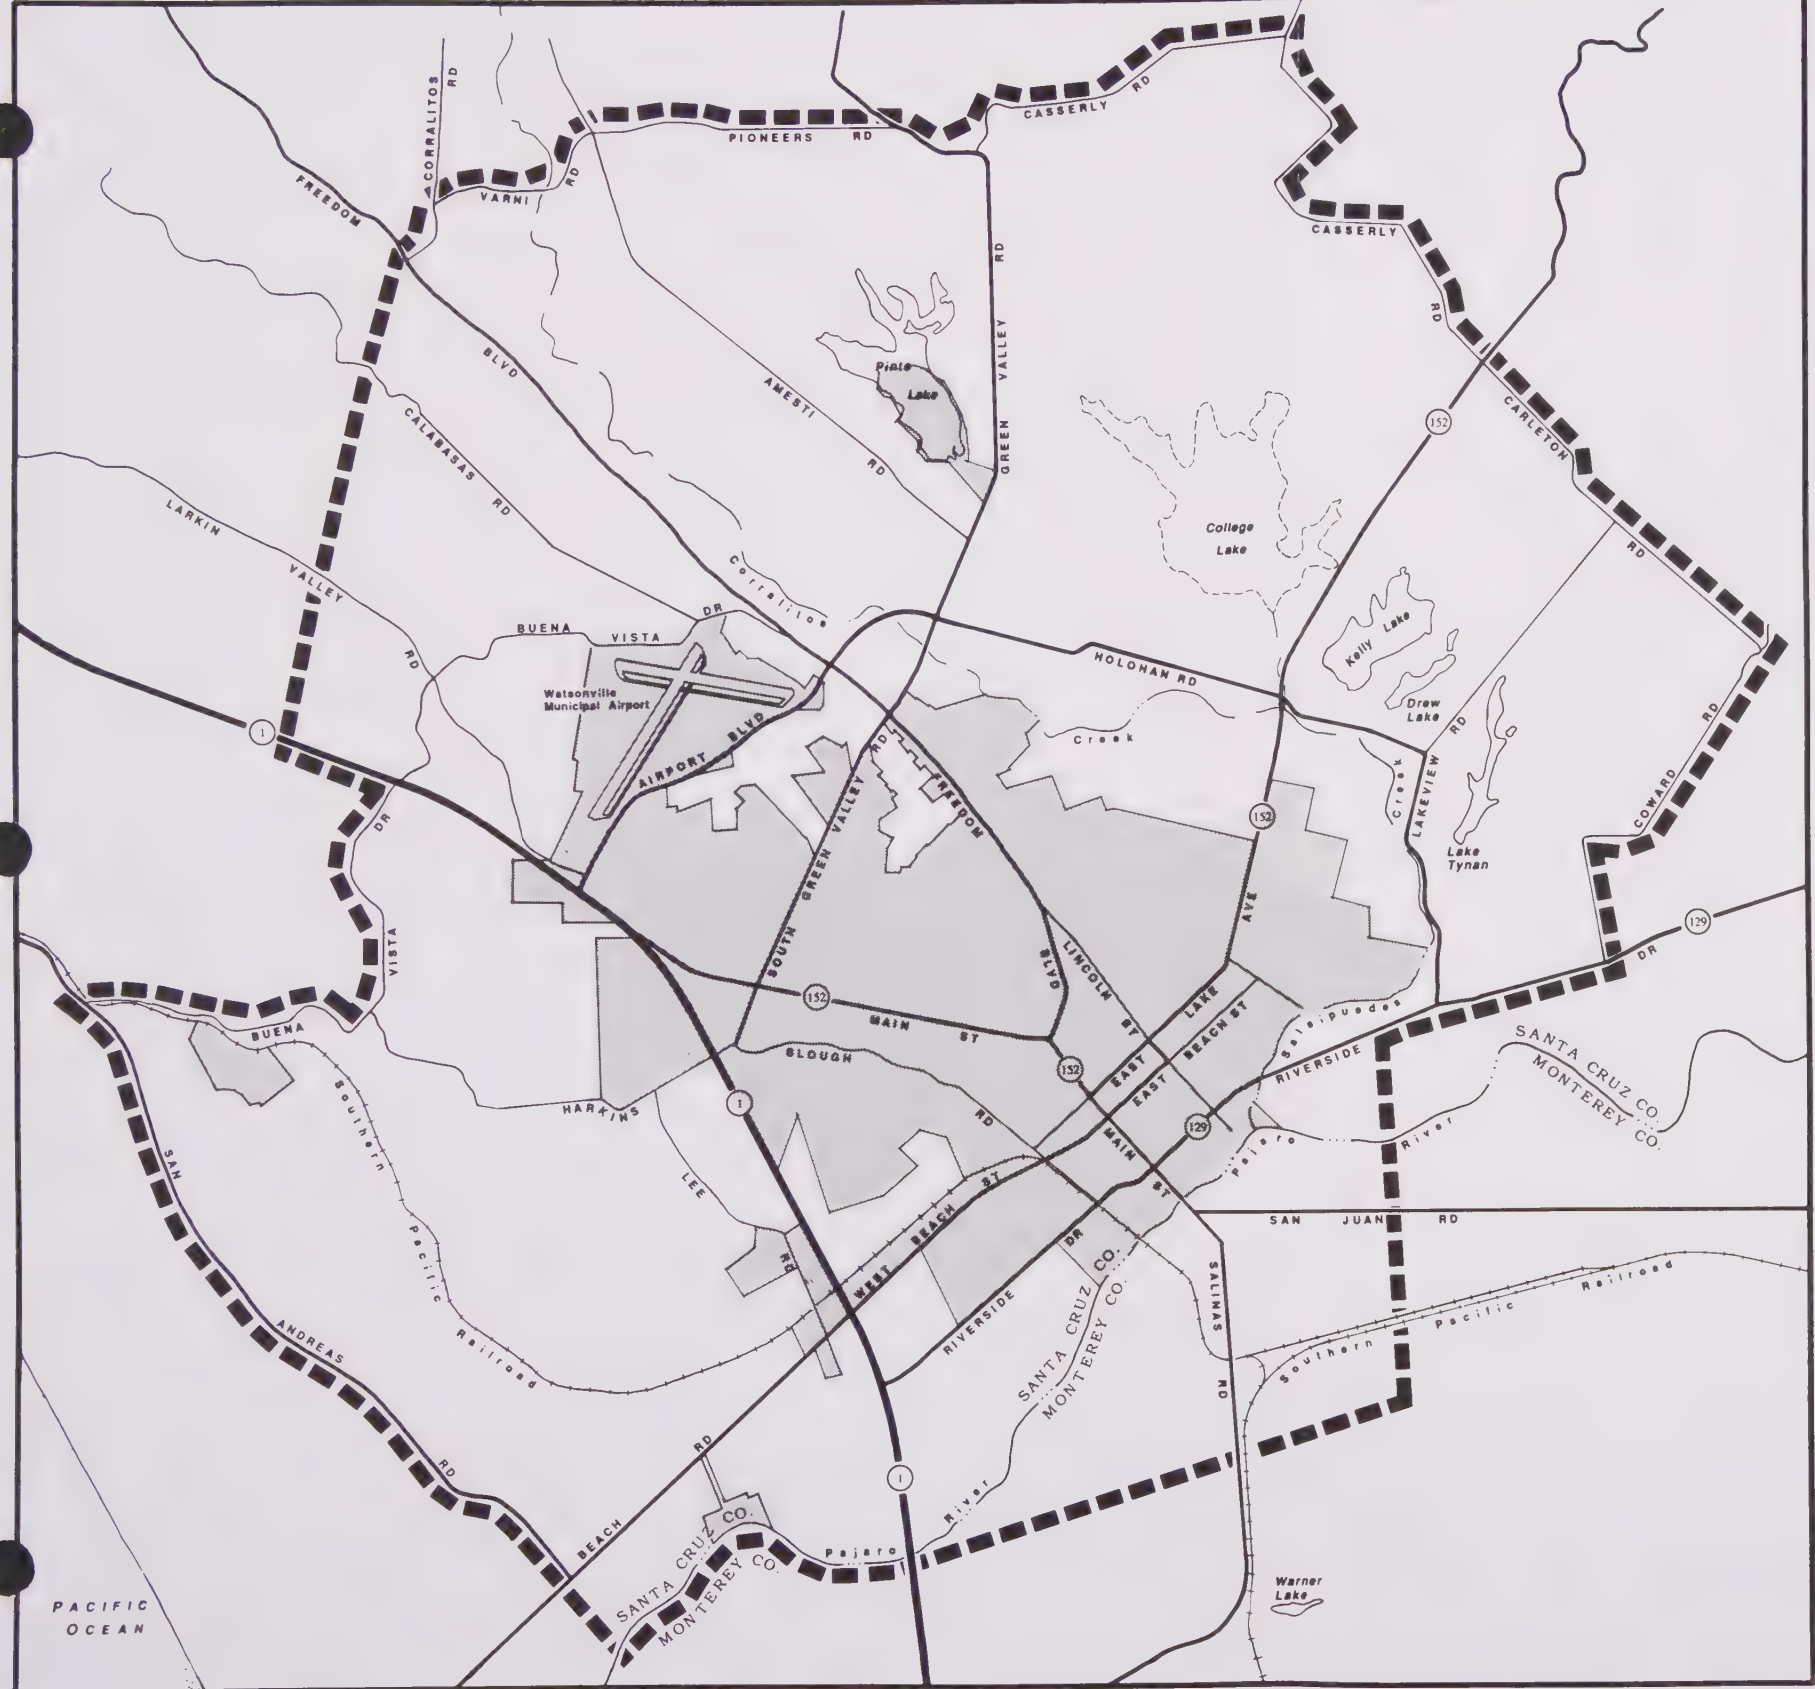 CORRALITOS RD
CASSERLY RD
PIONEERS RD
VARNI RD
FREEDOM
CASSERLY
RD
GREEN VALLEY RD
BLVD
Pinto
Lake
AMESTI
RD
152
CARLETON
RD
CALABASAS RD
LARKIN
VALLEY
RD
College
Lake
Corralitos
BUENA VISTA DR
Kelly Lake
HOLOHAN RD
Watsonville
Municipal Airport
Drew
Lake
RD
RD
1
AIRPORT BLVD
Creek
Creek
LAKEVIEW
COWARD
FREEDOM
SOUTH GREEN VALLEY RD
DR
152
Lake
Tynan
AVE
129
DR
VISTA
BLVD
LINCOLN
ST
152
MAIN ST
EAST LAKE
EAST BEACH ST
Salsipuedes
RIVERSIDE
BUENA
SLOUGH
RD
152
SANTA CRUZ CO.
MONTEREY CO.
HARKINS
1
129
MAIN
ST
Pajaro River
Southern
Pacific
Railroad
SAN
ANDREAS
RD
LEE
RD
WEST BEACH ST
SAN JUAN RD
RIVERSIDE DR
SANTA CRUZ CO.
MONTEREY CO.
SALINAS
RD
Southern Pacific Railroad
1
RD
BEACH
River
Pajaro
SANTA CRUZ CO.
MONTEREY CO.
Warner
Lake
PACIFIC
OCEAN